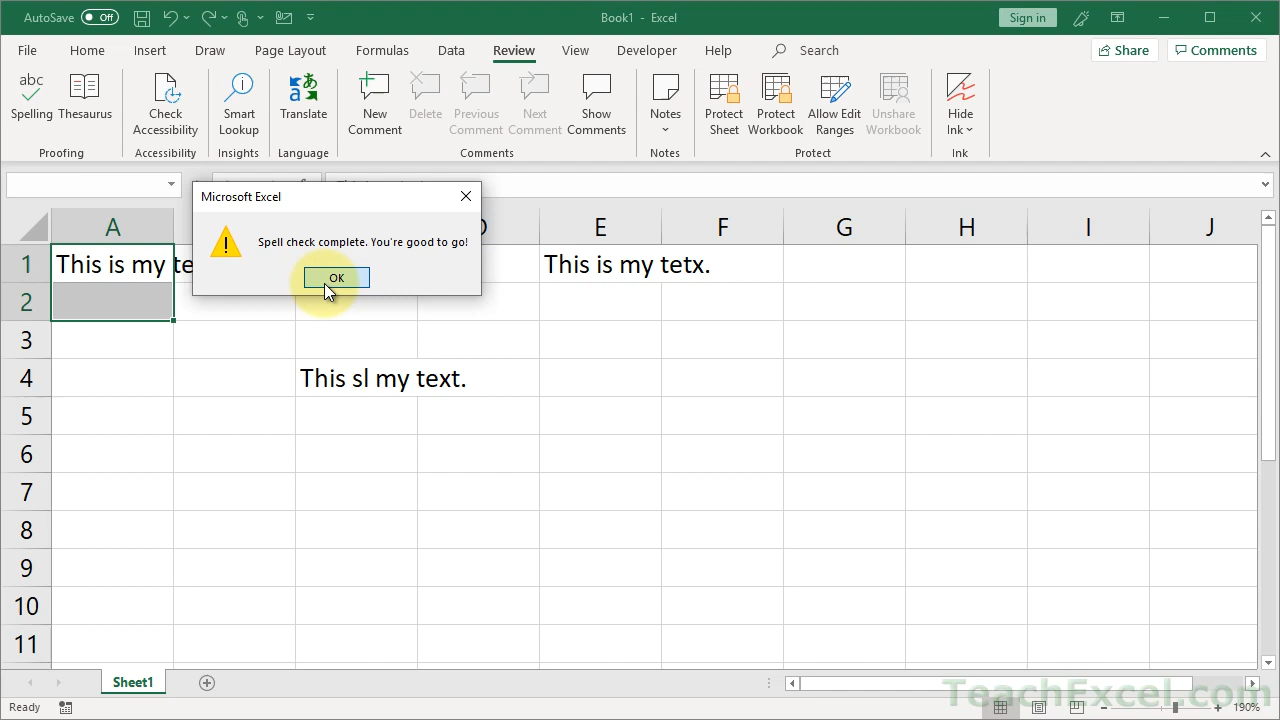 AutoSave Off Book1 - Excel Sign in
File Home Insert Draw Page Layout Formulas Data Review View Developer Help Search Share Comments
abc
Spelling Thesaurus Check Accessibility Smart Lookup Translate New Comment Delete Previous Comment Next Comment Show Comments Notes Protect Sheet Protect Workbook Allow Edit Ranges Unshare Workbook Hide Ink
Proofing Accessibility Insights Language Comments Notes Protect Ink
Microsoft Excel
Spell check complete. You're good to go!
OK
A E F G H I J
1 This is my This is my tetx.
2
3
4 This sl my text.
5
6
7
8
9
10
11
Sheet1
TeachExcel.com
Ready 190%